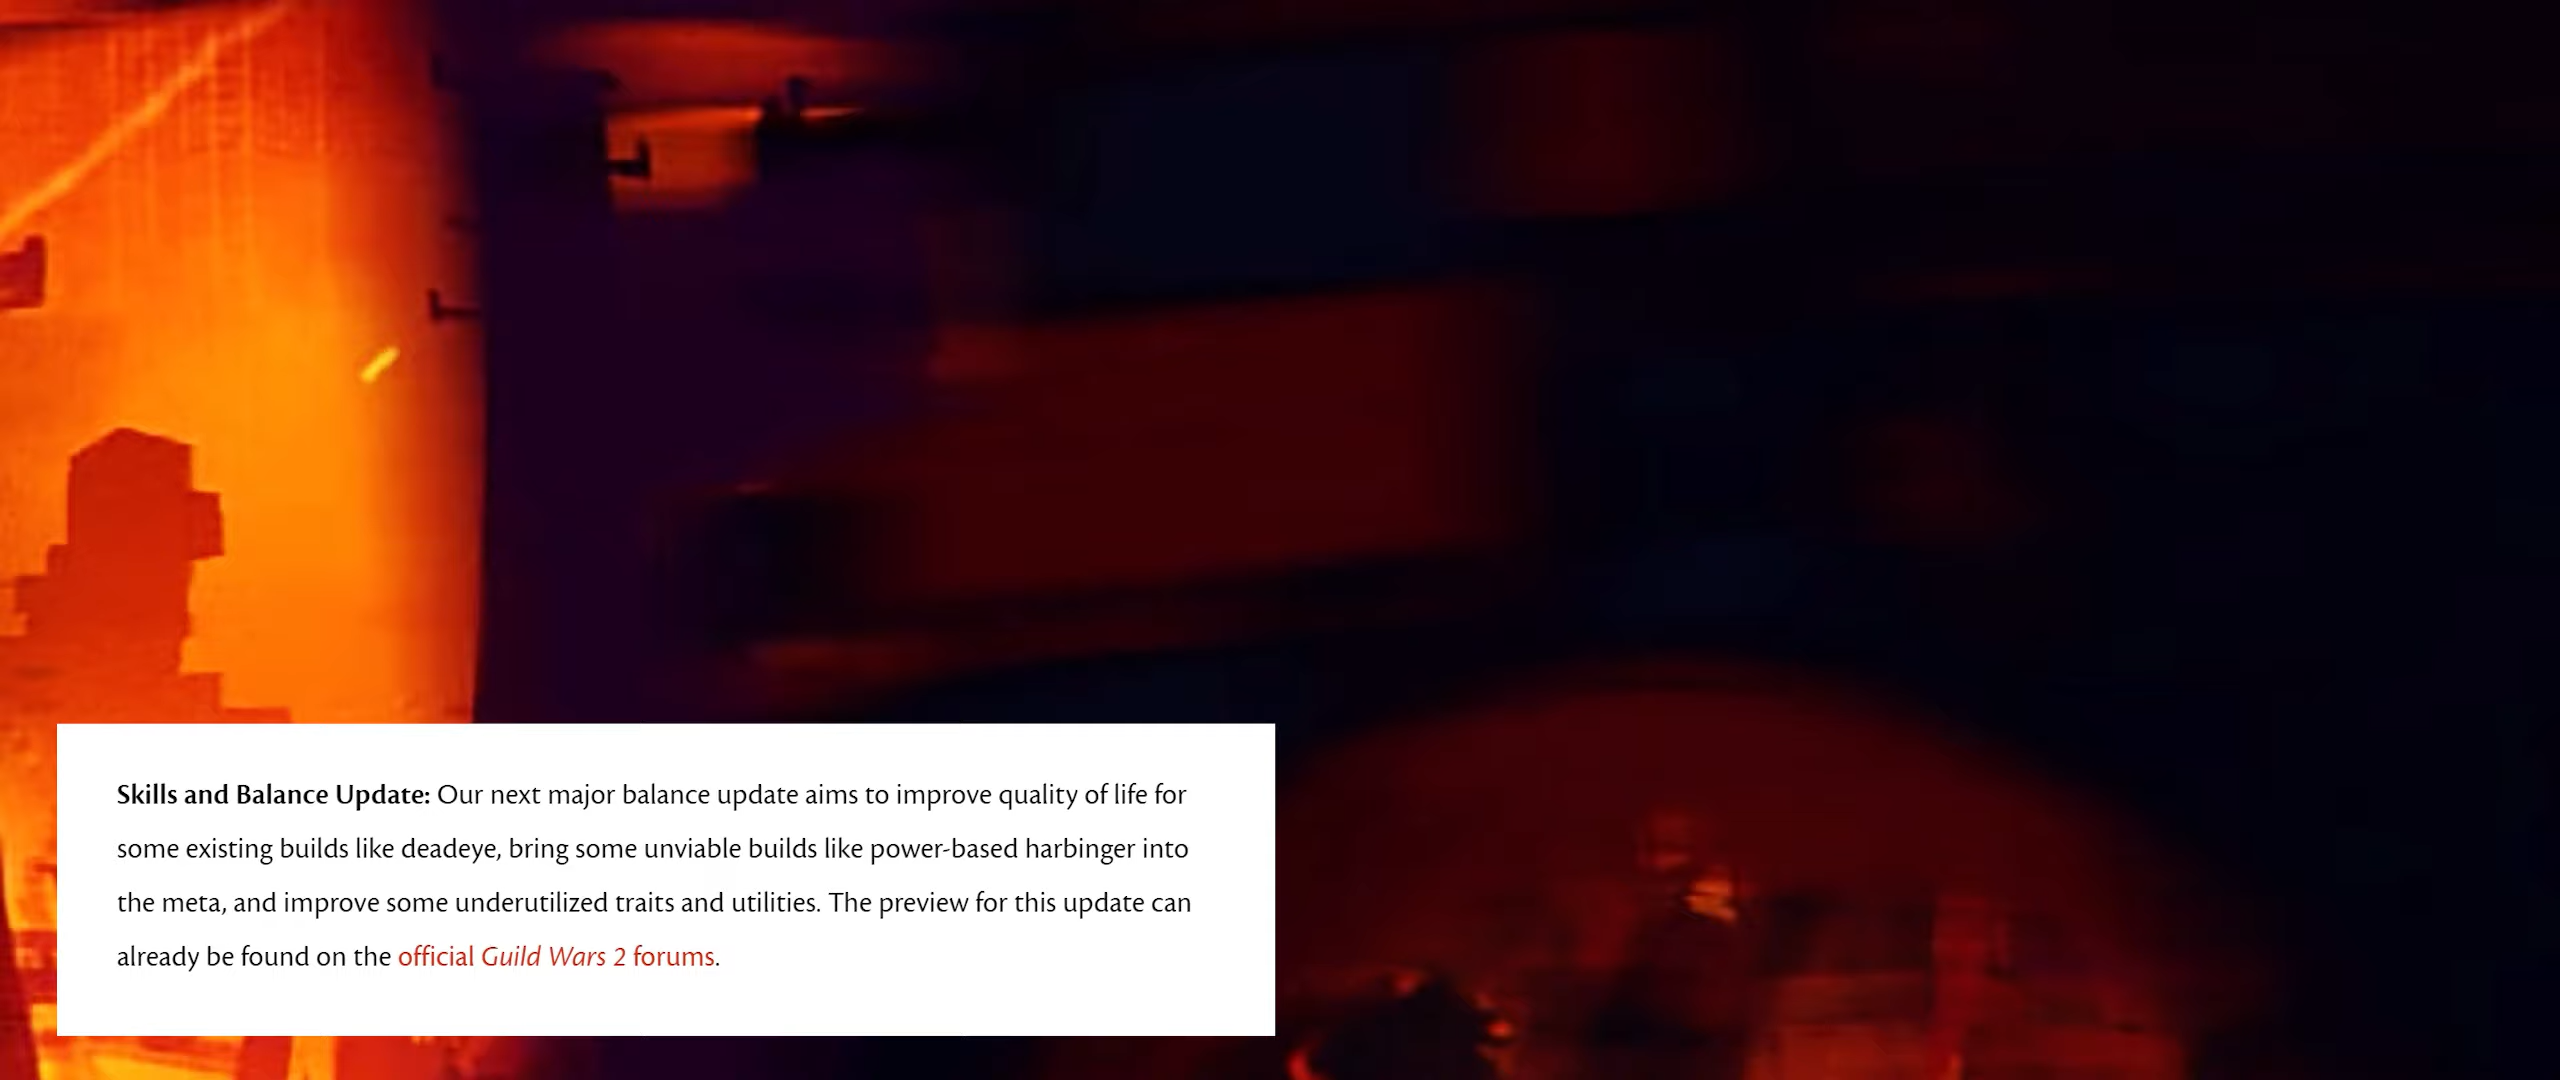 Skills and Balance Update: Our next major balance update aims to improve quality of life for
some existing builds like deadeye, bring some unviable builds like power-based harbinger into
the meta, and improve some underutilized traits and utilities. The preview for this update can
already be found on the official Guild Wars 2 forums.